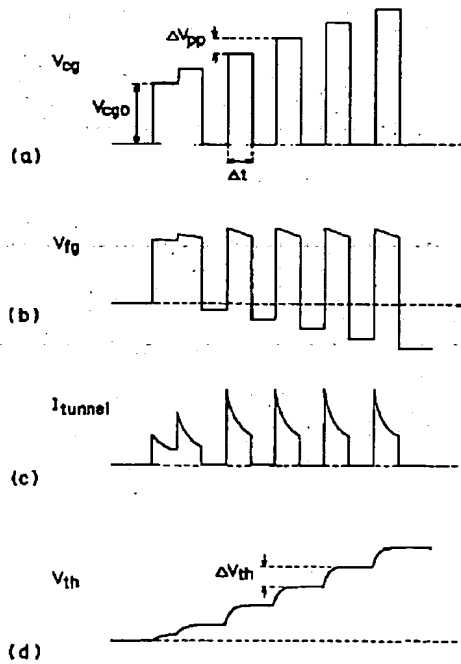 ΔVpp
Vcg
Vcg0
(a)
Δt
Vfg
(b)
Itunnel
(c)
Vth
ΔVth
(d)